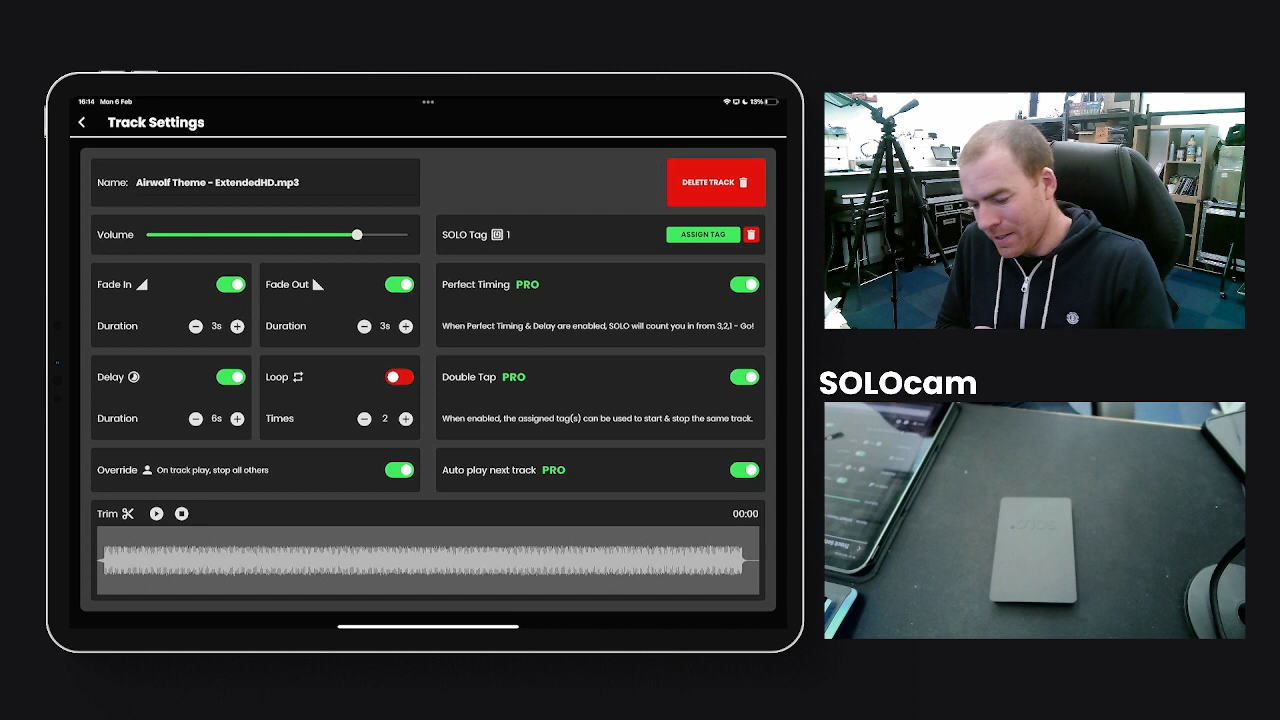 16:14 Mon 6 Feb
13%
Track Settings
Name: Airwolf Theme - ExtendedHD.mp3
DELETE TRACK
Volume
SOLO Tag 1
ASSIGN TAG
Fade In
Fade Out
Perfect Timing PRO
Duration 3s
Duration 3s
When Perfect Timing & Delay are enabled, SOLO will count you in from 3,2,1 - Go!
Delay
Loop
Double Tap PRO
Duration 6s
Times 2
When enabled, the assigned tag(s) can be used to start & stop the same track.
Override On track play, stop all others
Auto play next track PRO
Trim
00:00
SOLOcam
SOLO